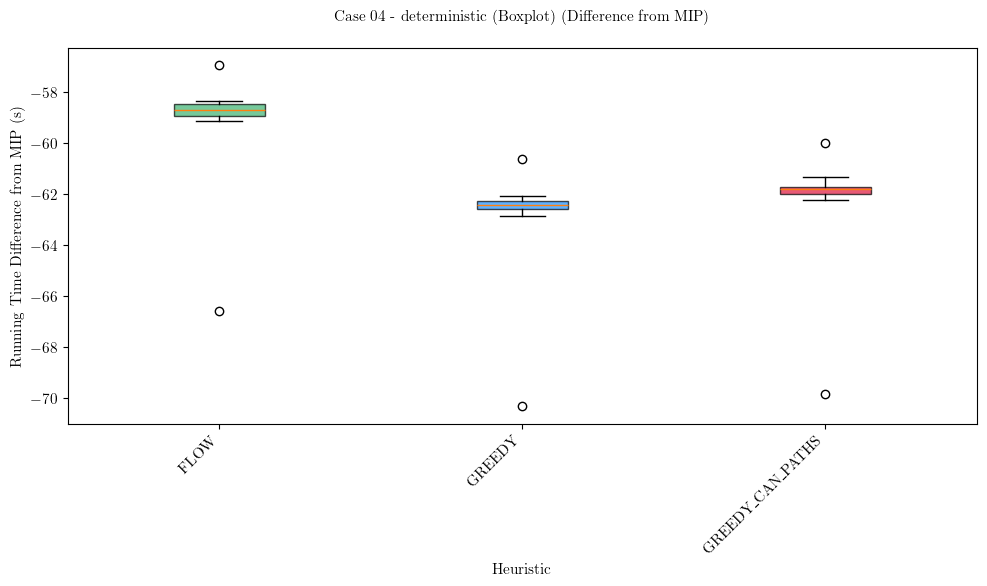 Case 04 - deterministic (Boxplot) (Difference from MIP)
Running Time Difference from MIP (s)
−58
−60
−62
−64
−66
−68
−70
FLOW
GREEDY
GREEDY_CAN_PATHS
Heuristic